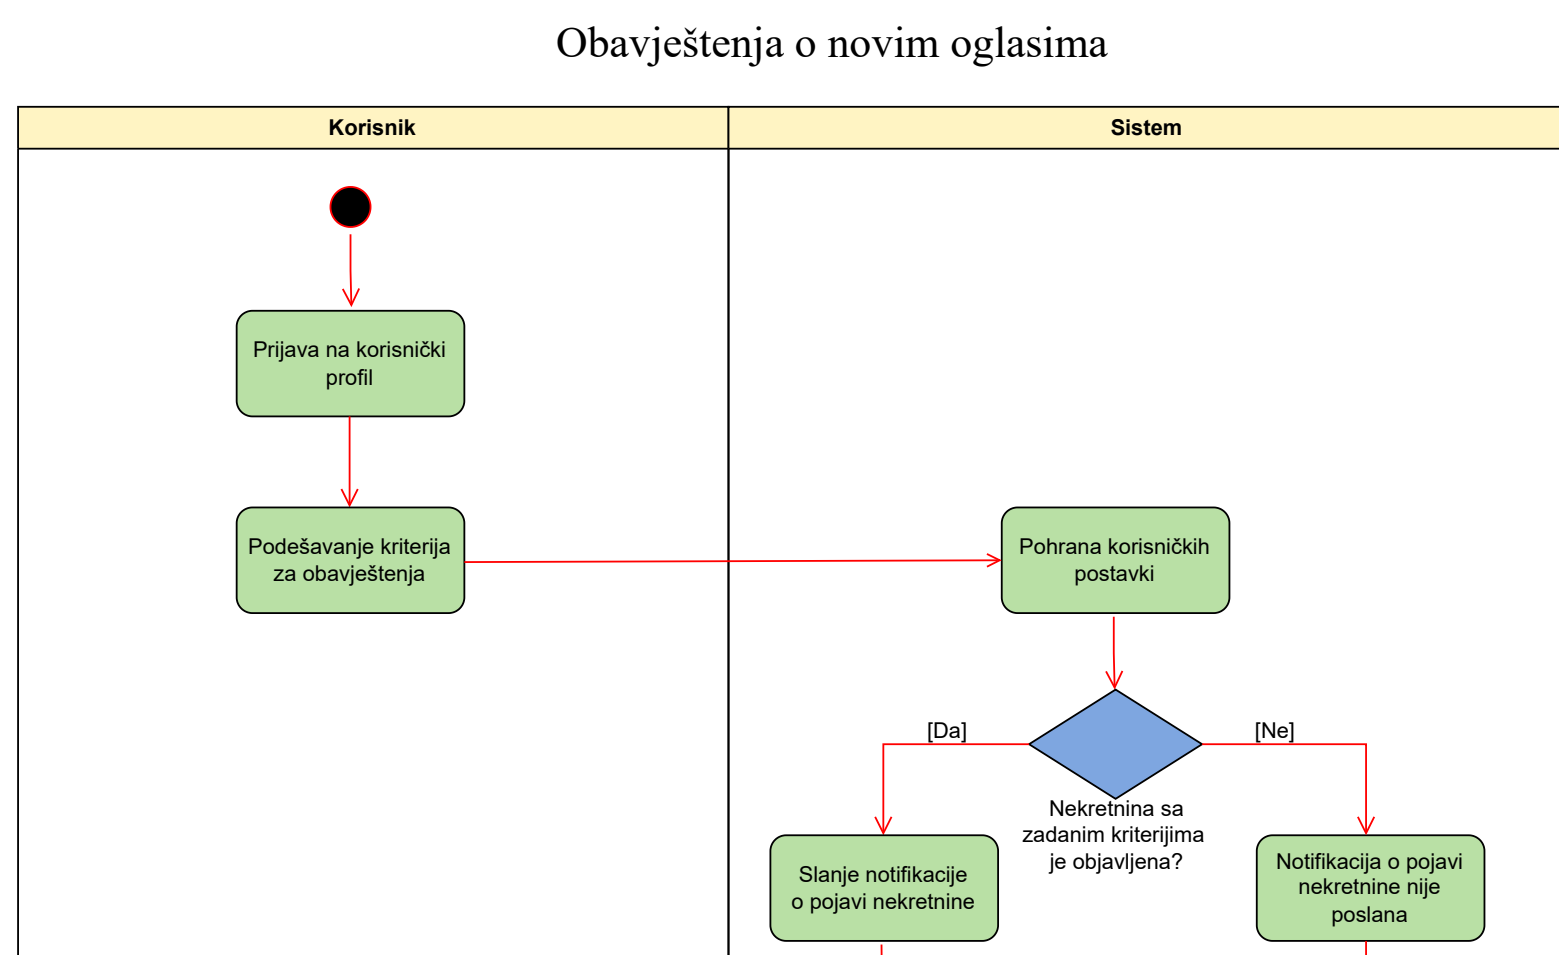 Obavještenja o novim oglasima
Korisnik
Sistem
Prijava na korisnički
profil
Podešavanje kriterija
za obavještenja
Pohrana korisničkih
postavki
[Da]
[Ne]
Nekretnina sa
zadanim kriterijima
je objavljena?
Slanje notifikacije
o pojavi nekretnine
Notifikacija o pojavi
nekretnine nije
poslana